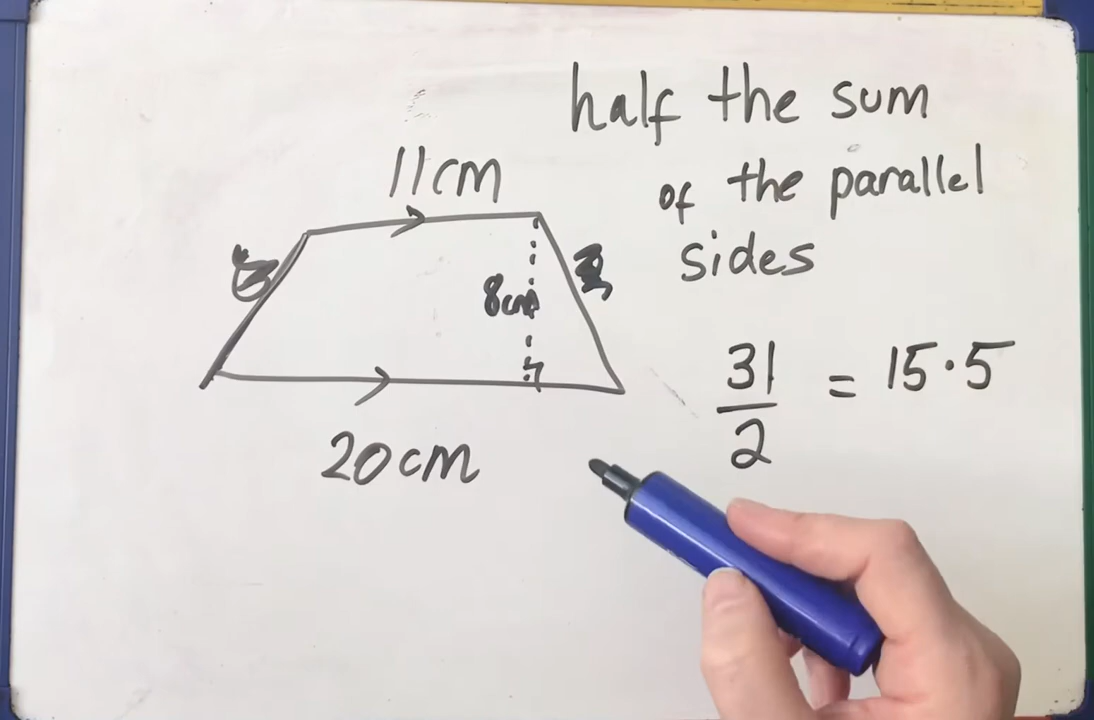 half the sum
of the parallel
sides
11cm
8cm
20cm
31
2
= 15.5